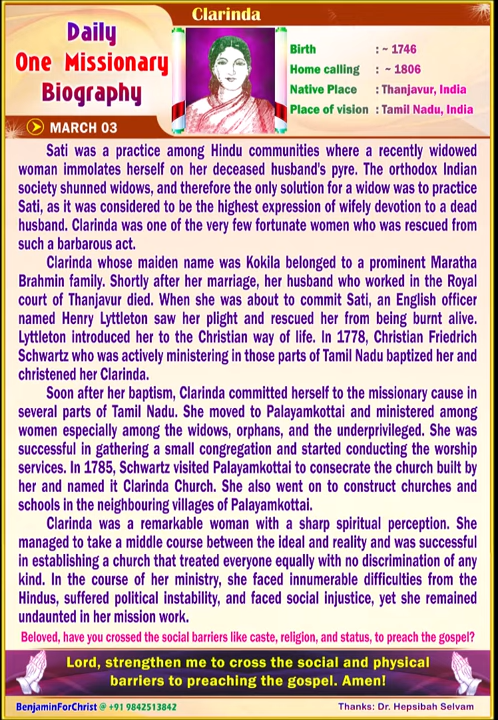 Clarinda
Daily
One Missionary
Biography
MARCH 03
Birth : ~ 1746
Home calling : ~ 1806
Native Place : Thanjavur, India
Place of vision : Tamil Nadu, India
Sati was a practice among Hindu communities where a recently widowed
woman immolates herself on her deceased husband's pyre. The orthodox Indian
society shunned widows, and therefore the only solution for a widow was to practice
Sati, as it was considered to be the highest expression of wifely devotion to a dead
husband. Clarinda was one of the very few fortunate women who was rescued from
such a barbarous act.
Clarinda whose maiden name was Kokila belonged to a prominent Maratha
Brahmin family. Shortly after her marriage, her husband who worked in the Royal
court of Thanjavur died. When she was about to commit Sati, an English officer
named Henry Lyttleton saw her plight and rescued her from being burnt alive.
Lyttleton introduced her to the Christian way of life. In 1778, Christian Friedrich
Schwartz who was actively ministering in those parts of Tamil Nadu baptized her and
christened her Clarinda.
Soon after her baptism, Clarinda committed herself to the missionary cause in
several parts of Tamil Nadu. She moved to Palayamkottai and ministered among
women especially among the widows, orphans, and the underprivileged. She was
successful in gathering a small congregation and started conducting the worship
services. In 1785, Schwartz visited Palayamkottai to consecrate the church built by
her and named it Clarinda Church. She also went on to construct churches and
schools in the neighbouring villages of Palayamkottai.
Clarinda was a remarkable woman with a sharp spiritual perception. She
managed to take a middle course between the ideal and reality and was successful
in establishing a church that treated everyone equally with no discrimination of any
kind. In the course of her ministry, she faced innumerable difficulties from the
Hindus, suffered political instability, and faced social injustice, yet she remained
undaunted in her mission work.
Beloved, have you crossed the social barriers like caste, religion, and status, to preach the gospel?
Lord, strengthen me to cross the social and physical
barriers to preaching the gospel. Amen!
BenjaminForChrist @ +91 9842513842
Thanks: Dr. Hepsibah Selvam